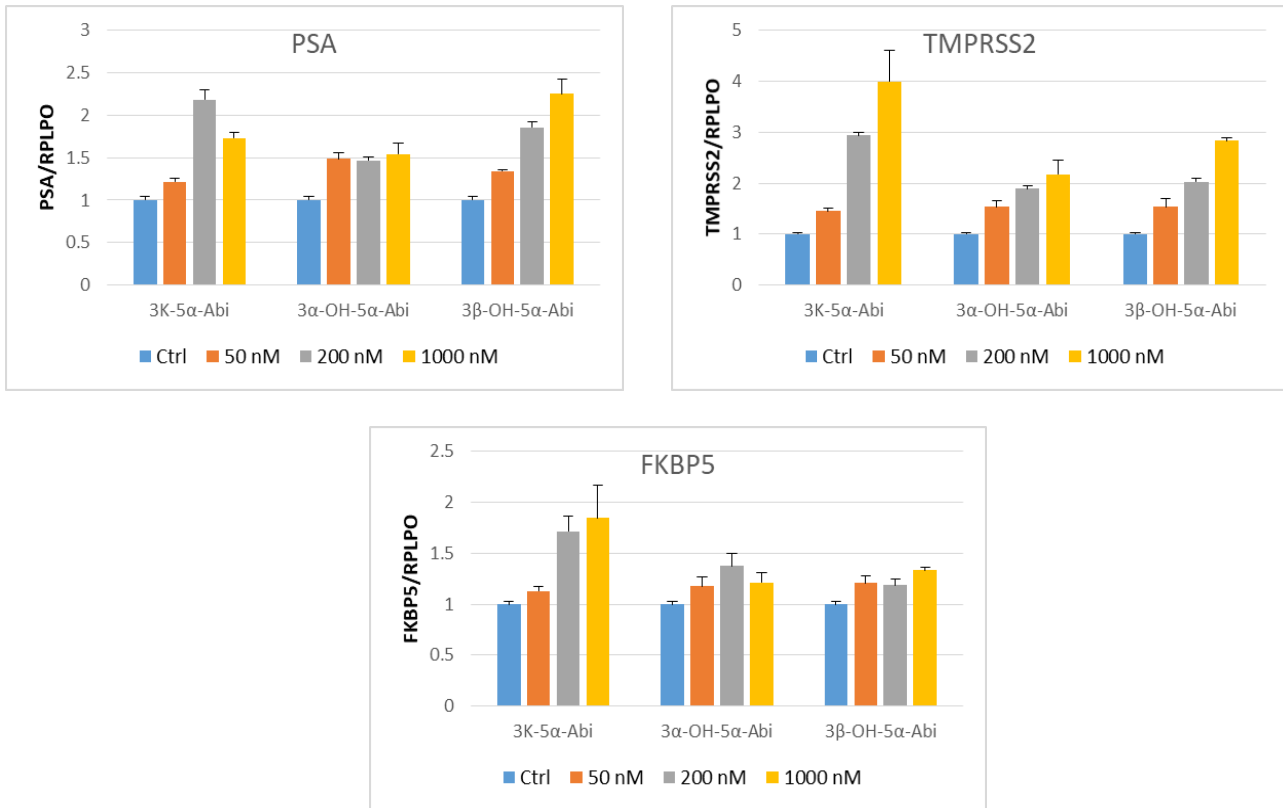 PSA
PSA/RPLPO
3
2.5
2
1.5
1
0.5
0
3K-5α-Abi 3α-OH-5α-Abi 3β-OH-5α-Abi
Ctrl 50 nM 200 nM 1000 nM
TMPRSS2
TMPRSS2/RPLPO
5
4
3
2
1
0
3K-5α-Abi 3α-OH-5α-Abi 3β-OH-5α-Abi
Ctrl 50 nM 200 nM 1000 nM
FKBP5
FKBP5/RPLPO
2.5
2
1.5
1
0.5
0
3K-5α-Abi 3α-OH-5α-Abi 3β-OH-5α-Abi
Ctrl 50 nM 200 nM 1000 nM